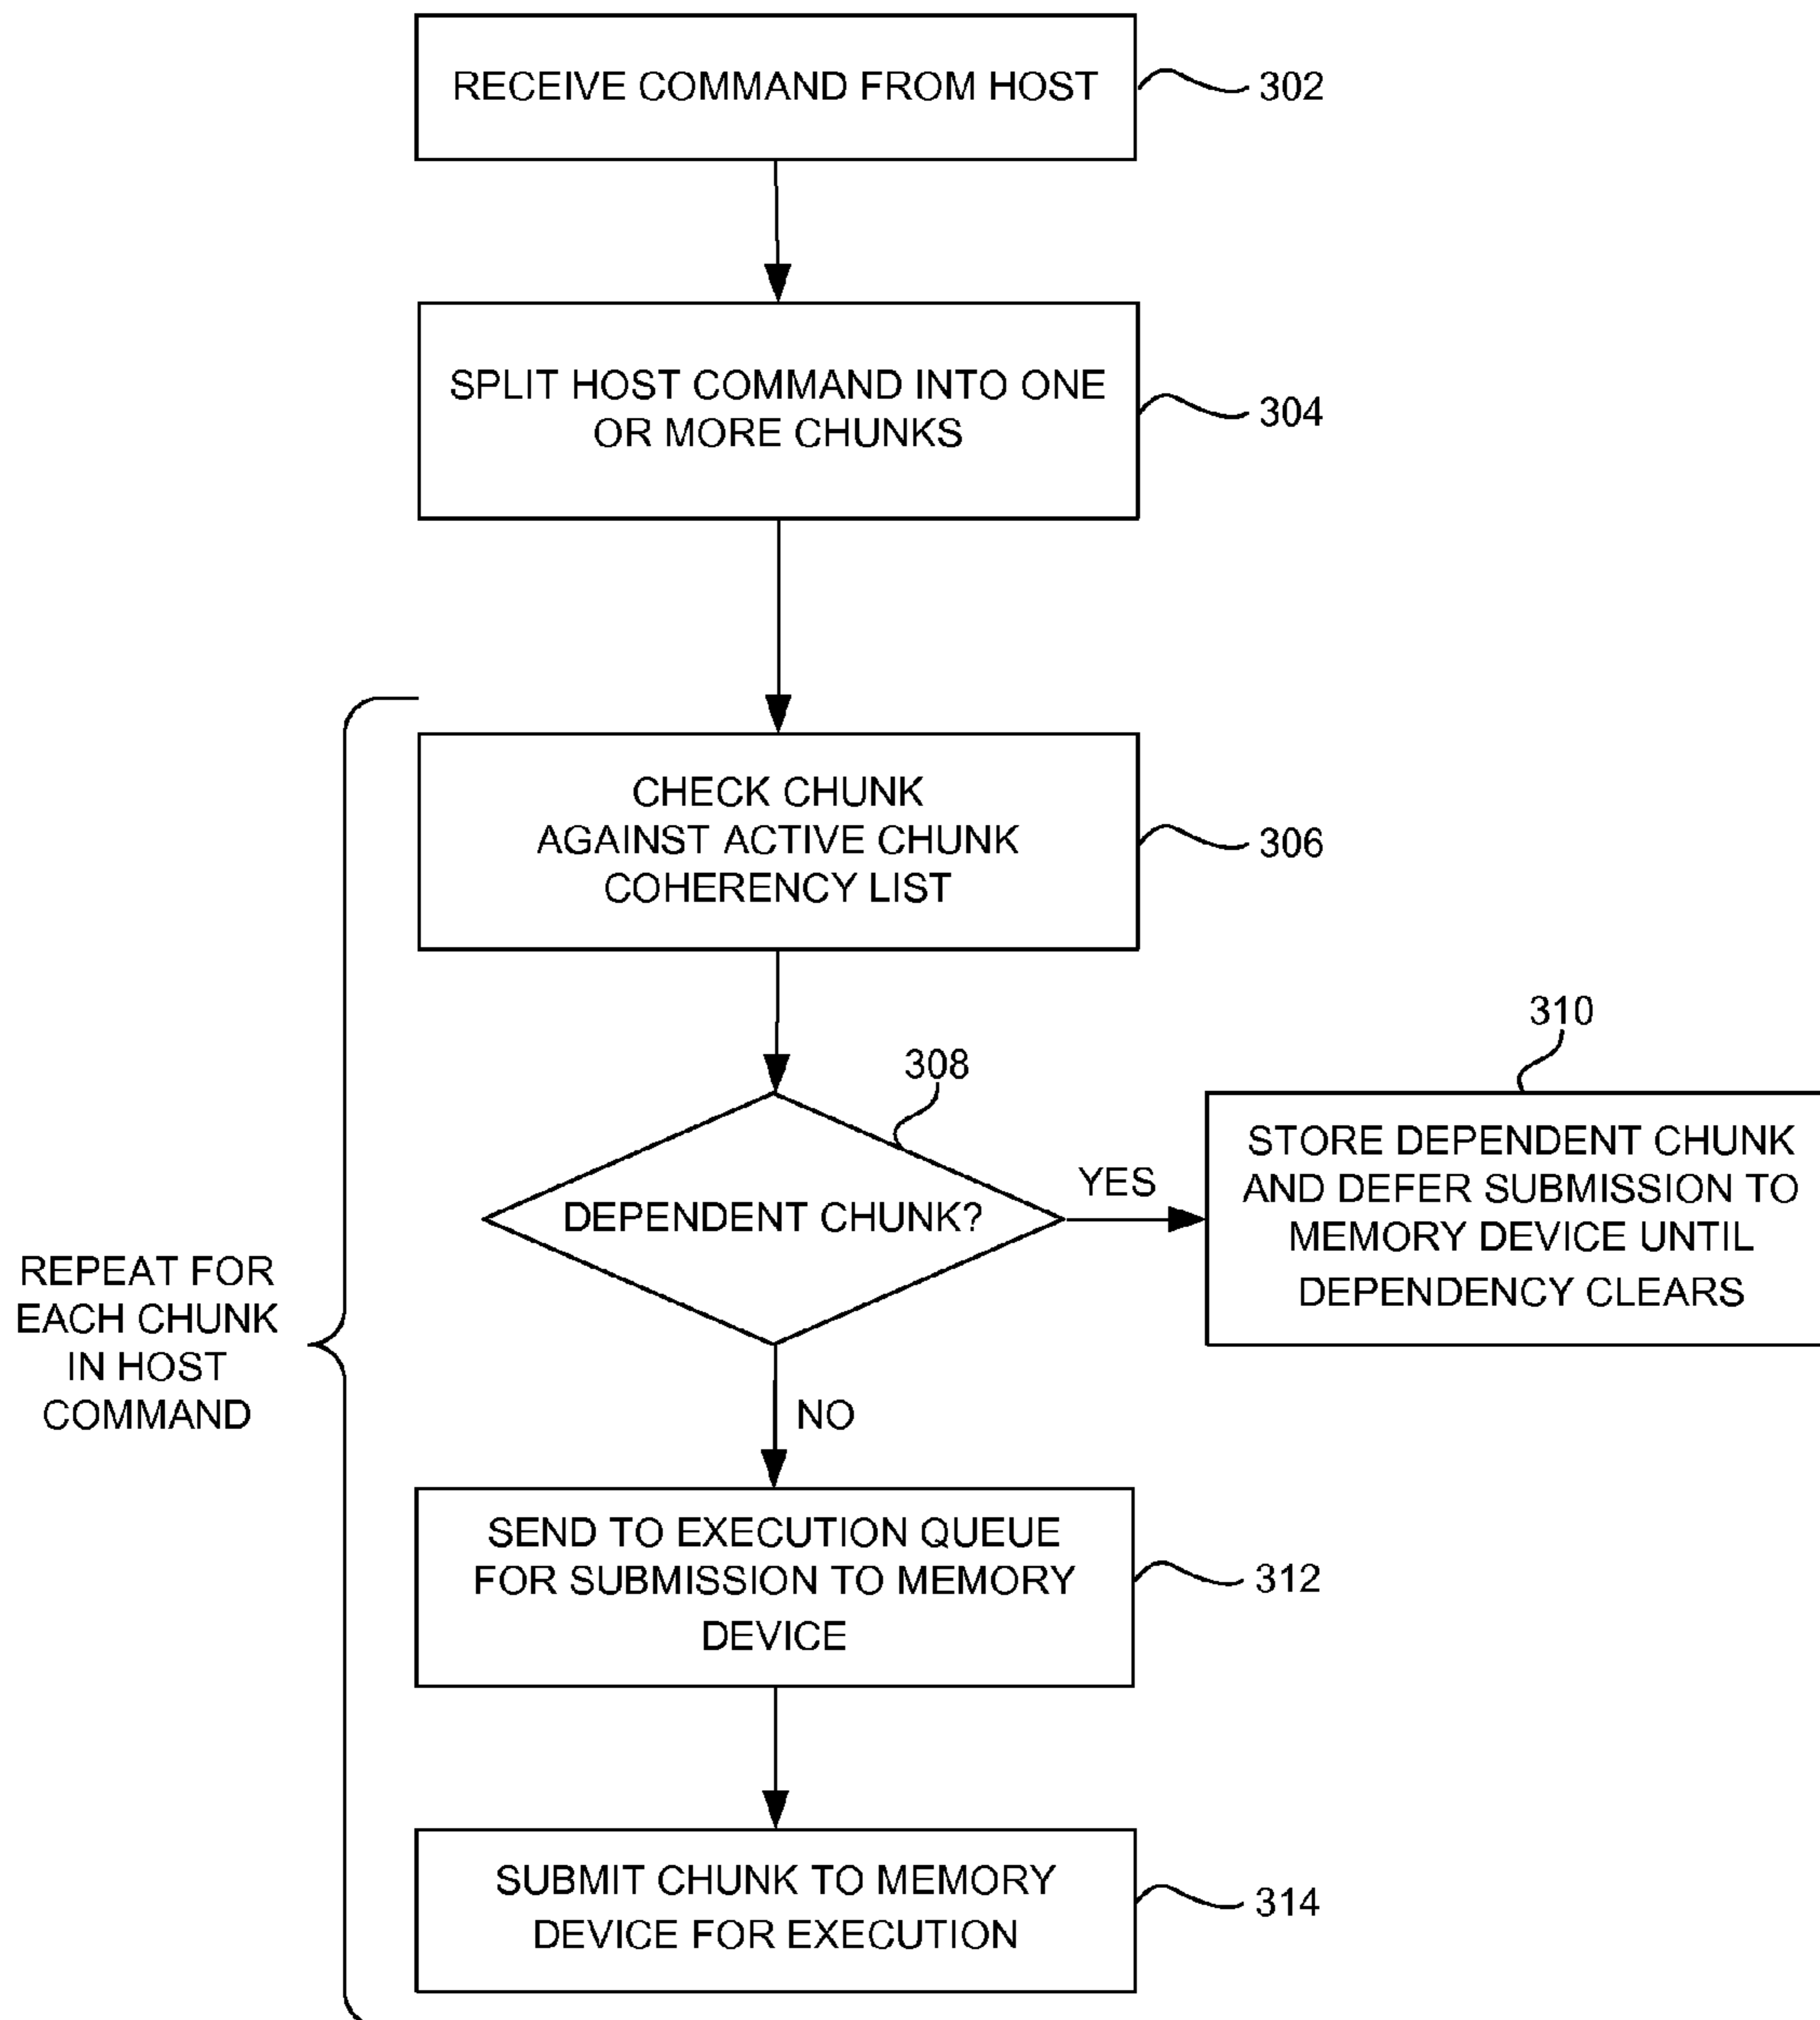 RECEIVE COMMAND FROM HOST
302
SPLIT HOST COMMAND INTO ONE
OR MORE CHUNKS
304
CHECK CHUNK
AGAINST ACTIVE CHUNK
COHERENCY LIST
306
308
DEPENDENT CHUNK?
YES
310
STORE DEPENDENT CHUNK
AND DEFER SUBMISSION TO
MEMORY DEVICE UNTIL
DEPENDENCY CLEARS
REPEAT FOR
EACH CHUNK
IN HOST
COMMAND
NO
SEND TO EXECUTION QUEUE
FOR SUBMISSION TO MEMORY
DEVICE
312
SUBMIT CHUNK TO MEMORY
DEVICE FOR EXECUTION
314